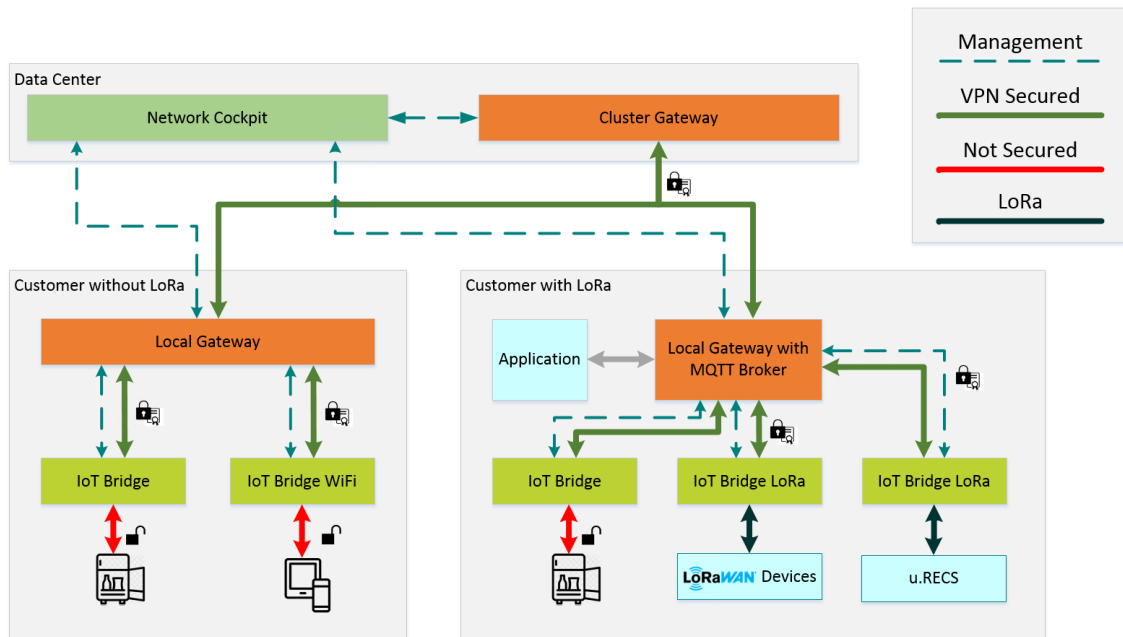 Management
VPN Secured
Not Secured
LoRa
Data Center
Network Cockpit
Cluster Gateway
Customer without LoRa
Local Gateway
IoT Bridge
IoT Bridge WiFi
Customer with LoRa
Application
Local Gateway with
MQTT Broker
IoT Bridge
IoT Bridge LoRa
IoT Bridge LoRa
LoRaWAN Devices
u.RECS